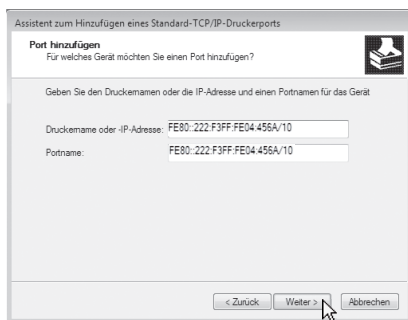 Assistent zum Hinzufügen eines Standard-TCP/IP-Druckerports
Port hinzufügen
Für welches Gerät möchten Sie einen Port hinzufügen?
Geben Sie den Druckernamen oder die IP-Adresse und einen Portnamen für das Gerät
Druckername oder -IP-Adresse: FE80::222:F3FF:FE04:456A/10
Portname: FE80::222:F3FF:FE04:456A/10
< Zurück Weiter > Abbrechen